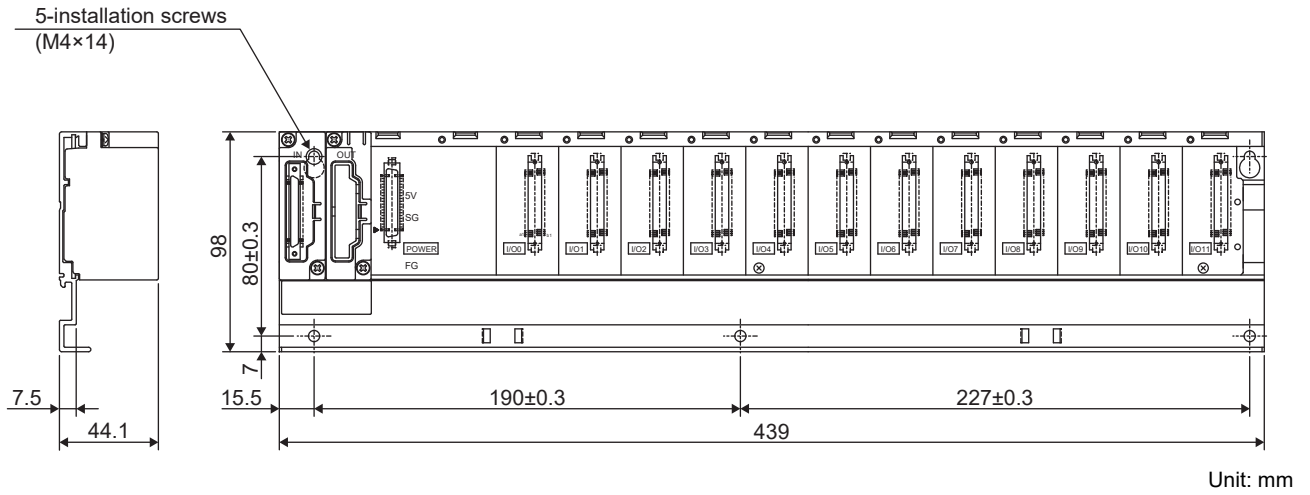 5-installation screws
(M4×14)
IN
OUT
5V
SG
POWER
FG
I/O0
I/O1
I/O2
I/O3
I/O4
I/O5
I/O6
I/O7
I/O8
I/O9
I/O10
I/O11
98
80±0.3
7
7.5
44.1
15.5
190±0.3
227±0.3
439
Unit: mm